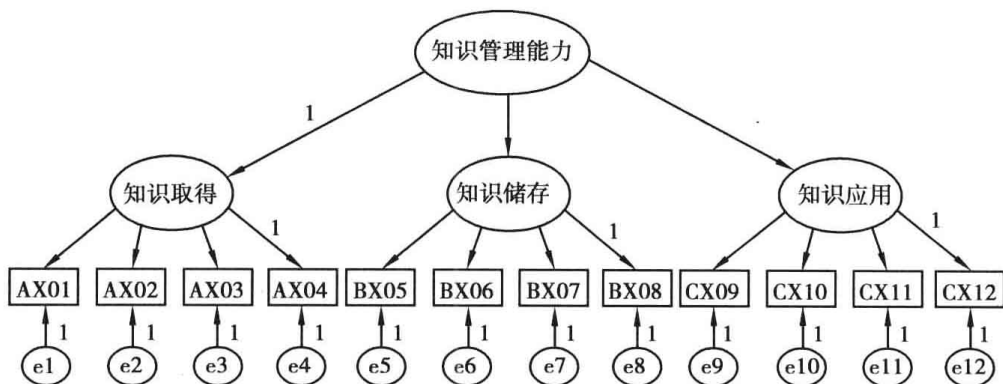 知识管理能力
1
知识取得 知识储存 知识应用
1 1 1
AX01 AX02 AX03 AX04 BX05 BX06 BX07 BX08 CX09 CX10 CX11 CX12
1 1 1 1 1 1 1 1 1 1 1 1
e1 e2 e3 e4 e5 e6 e7 e8 e9 e10 e11 e12